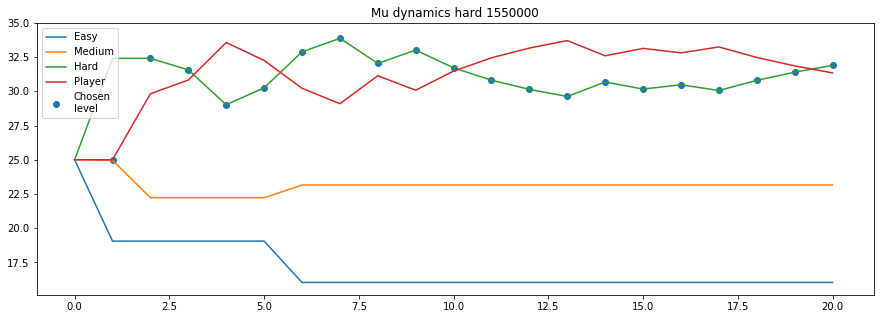 Mu dynamics hard 1550000
Easy
Medium
Hard
Player
Chosen
level
35.0
32.5
30.0
27.5
25.0
22.5
20.0
17.5
0.0 2.5 5.0 7.5 10.0 12.5 15.0 17.5 20.0